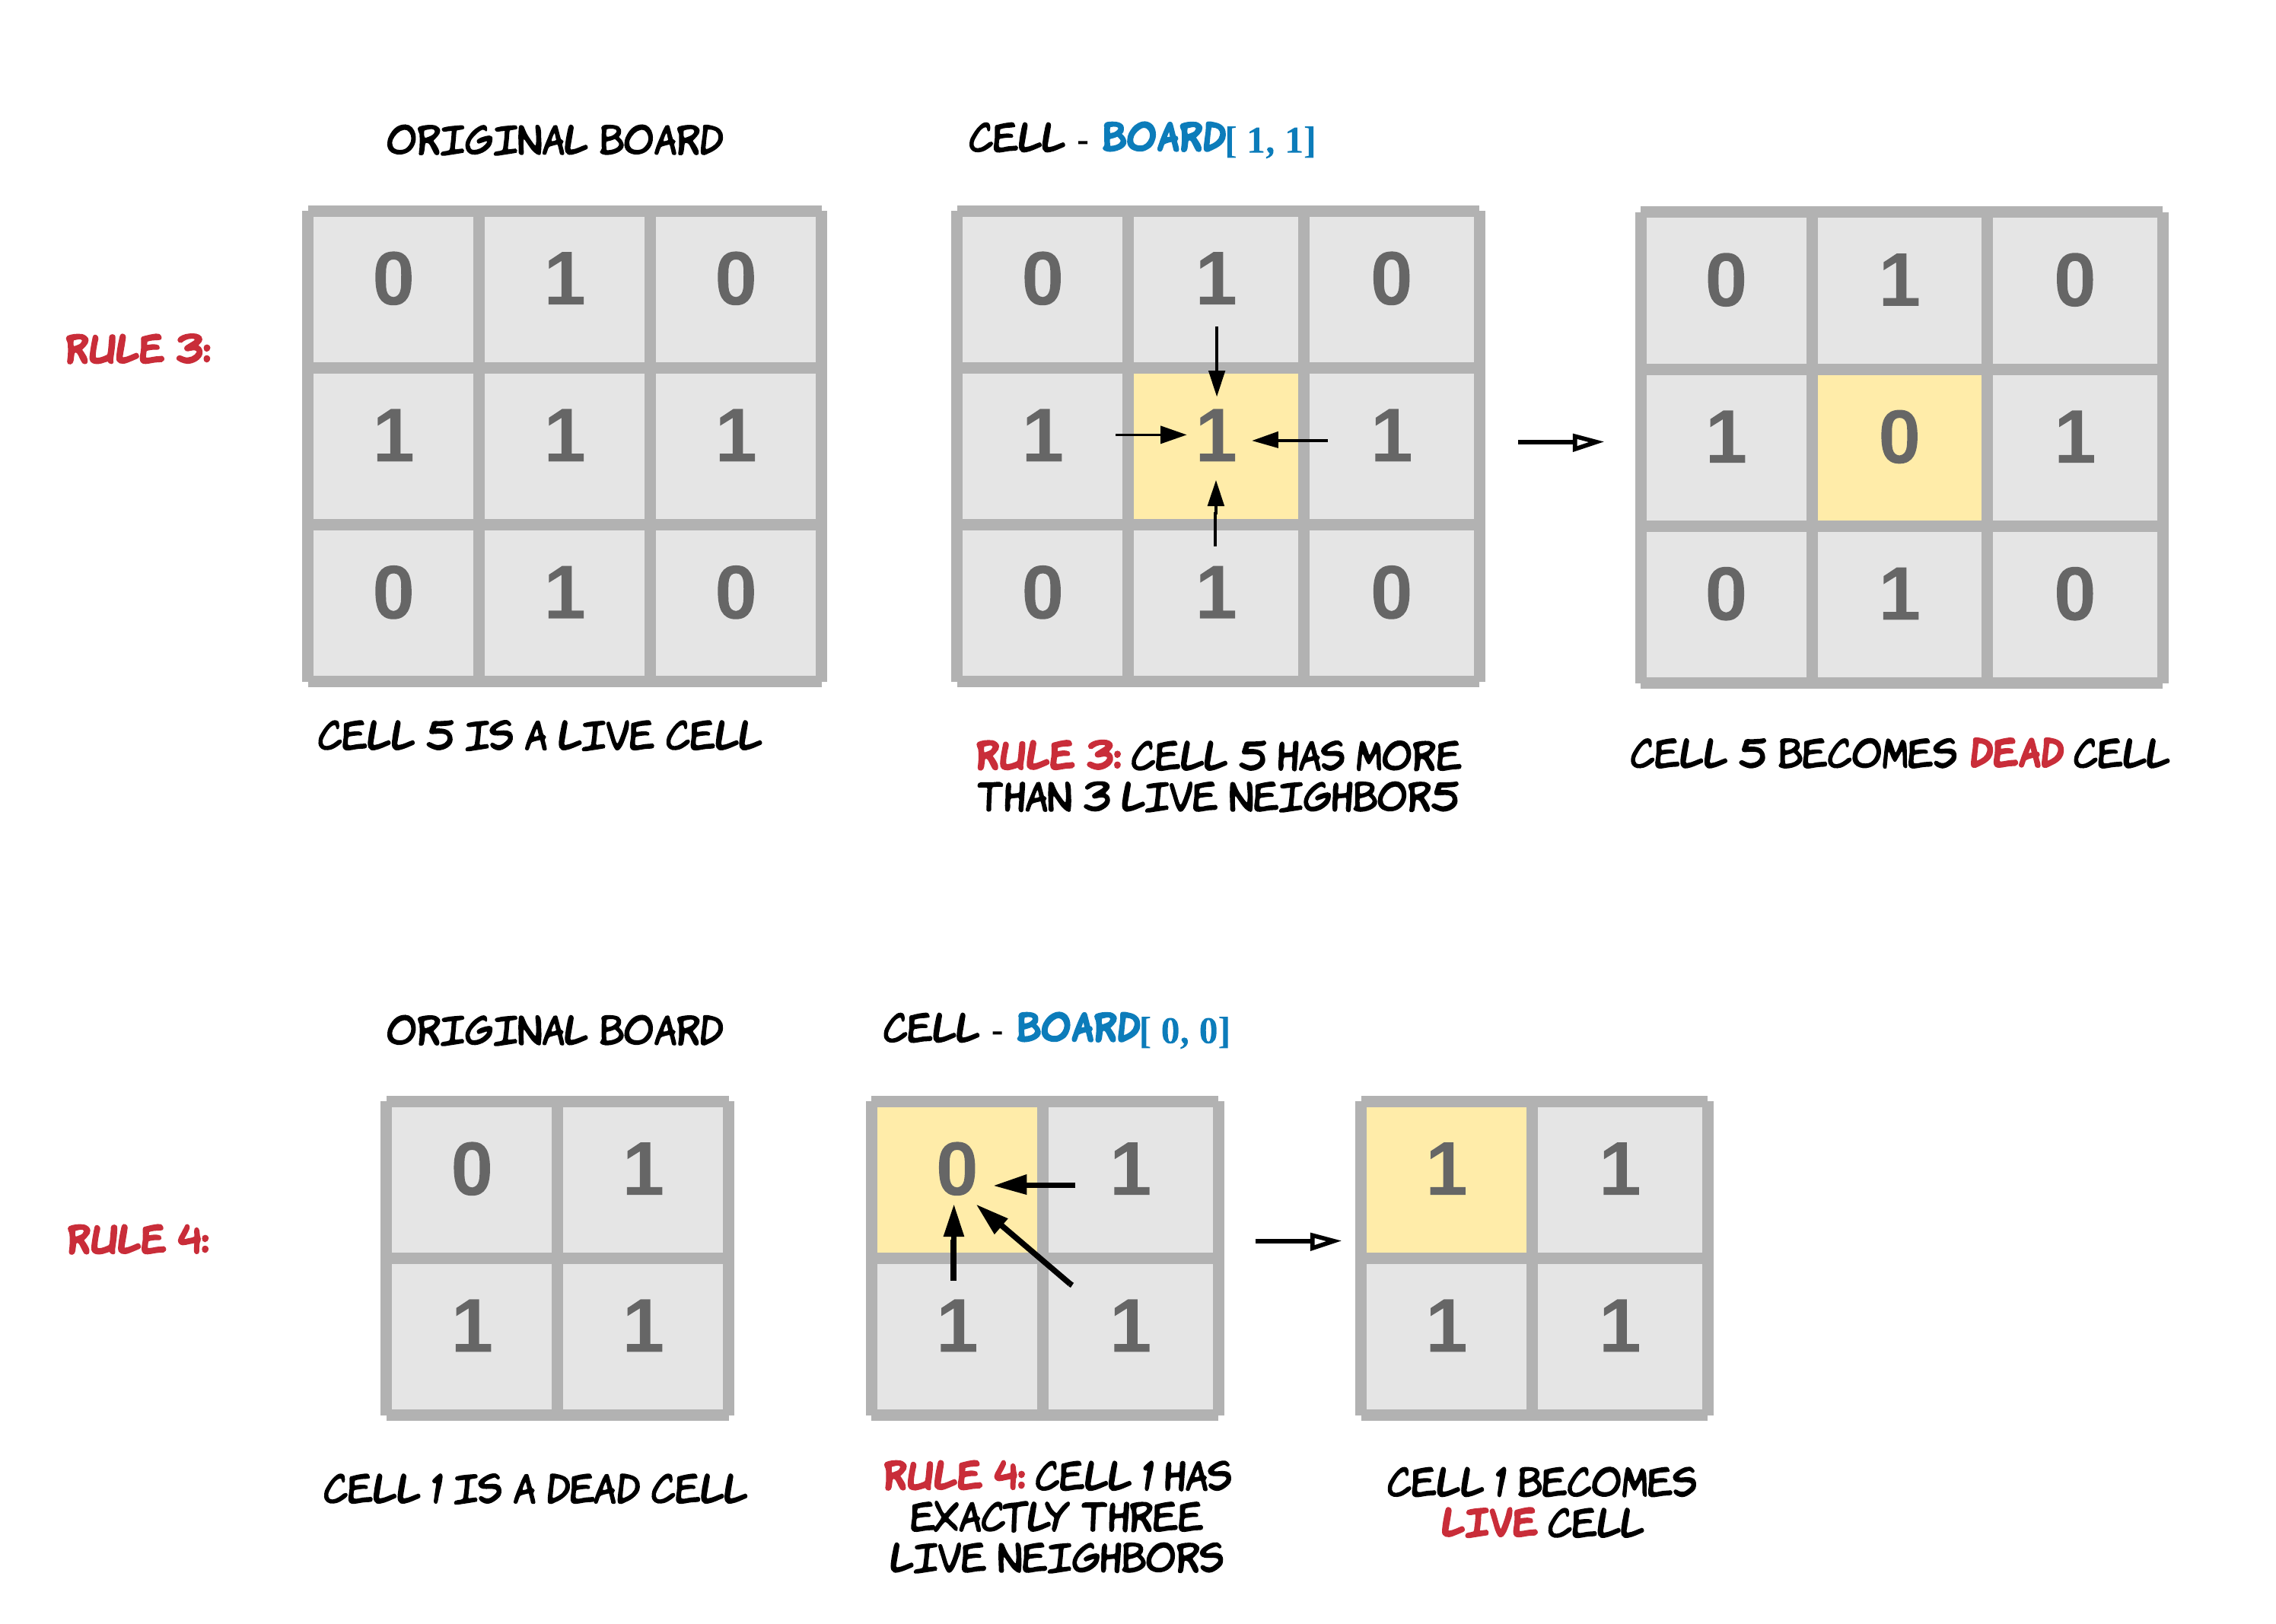 ORIGINAL BOARD
CELL - BOARD[ 1, 1]
RULE 3:
0 1 0
1 1 1
0 1 0
0 1 0
1 1 1
0 1 0
0 1 0
1 0 1
0 1 0
CELL 5 IS A LIVE CELL
RULE 3: CELL 5 HAS MORE
THAN 3 LIVE NEIGHBOR5
CELL 5 BECOMES DEAD CELL
ORIGINAL BOARD
CELL - BOARD[ 0, 0]
RULE 4:
0 1
1 1
0 1
1 1
1 1
1 1
CELL 1 IS A DEAD CELL
RULE 4: CELL 1 HAS
EXACTLY THREE
LIVE NEIGHBORS
CELL 1 BECOMES
LIVE CELL